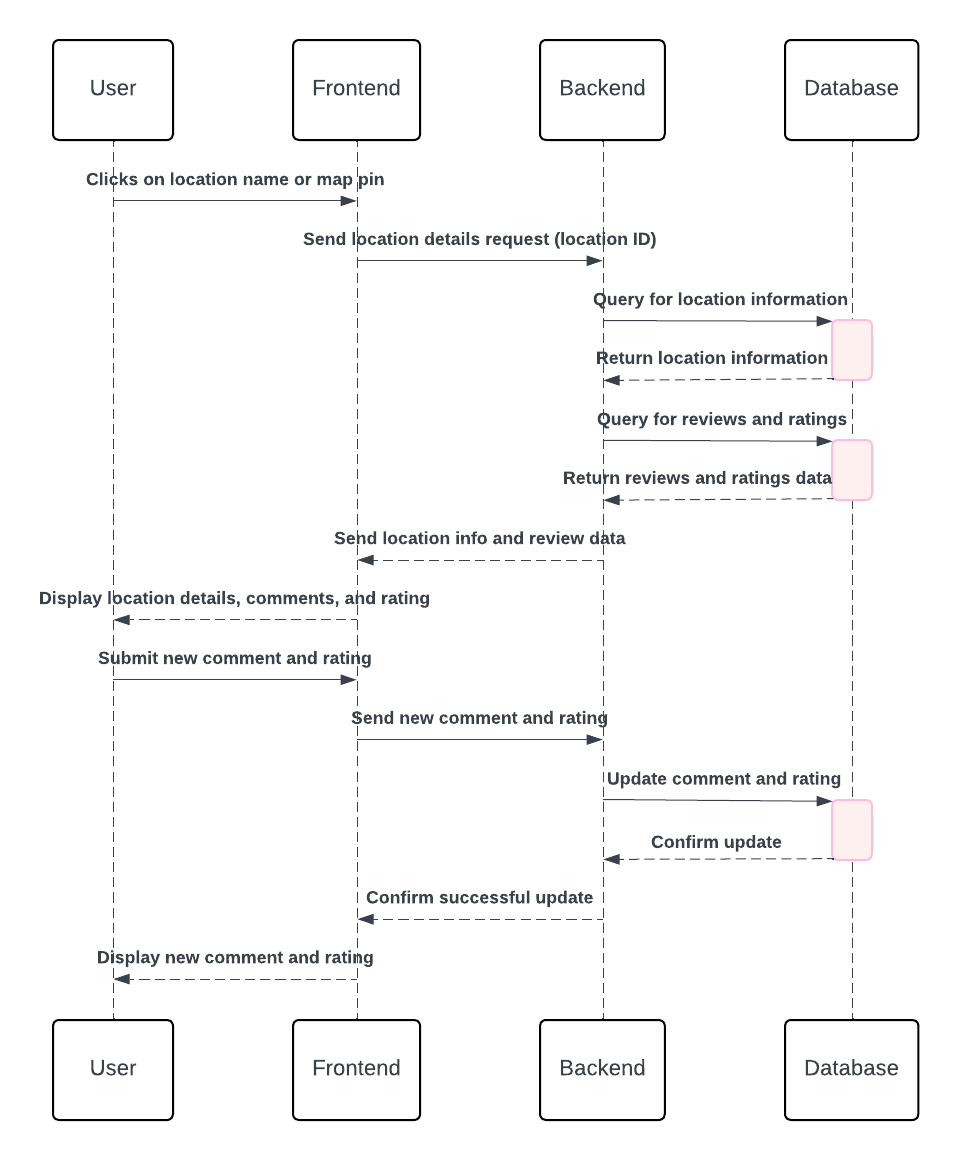 User
Frontend
Backend
Database
Clicks on location name or map pin
Send location details request (location ID)
Query for location information
Return location information
Query for reviews and ratings
Return reviews and ratings data
Send location info and review data
Display location details, comments, and rating
Submit new comment and rating
Send new comment and rating
Update comment and rating
Confirm update
Confirm successful update
Display new comment and rating
User
Frontend
Backend
Database